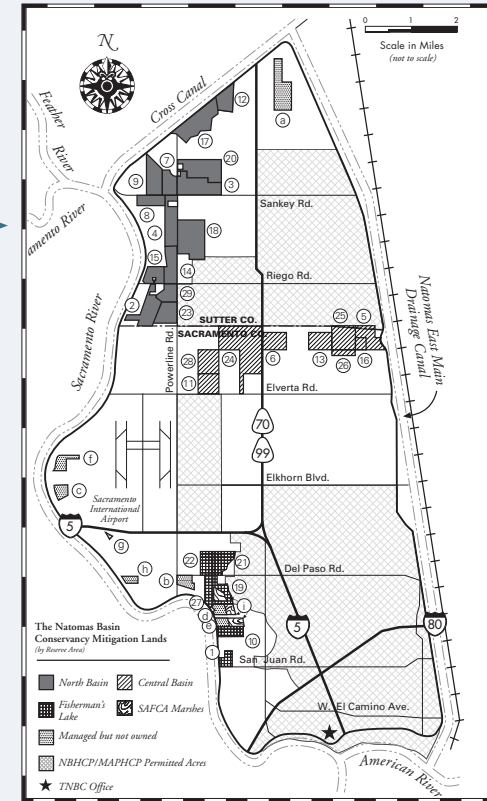 0 1 2
Scale in Miles
(not to scale)
N
Feather
River
Cross Canal
a
12
17
7
20
9
3
Sankey Rd.
8
4
18
amento River
15
14
Riego Rd.
29
2
23
SUTTER CO.
SACRAMENTO CO.
25
5
Natomas East Main
Drainage Canal
Sacramento River
Powerline Rd.
28
24
6
13
26
16
11
Elverta Rd.
70
99
f
c
Elkhorn Blvd.
Sacramento
International
Airport
5
g
22
21
h
b
Del Paso Rd.
19
27
i
d
e
5
80
10
1
San Juan Rd.
W. El Camino Ave.
American River
The Natomas Basin
Conservancy Mitigation Lands
(by Reserve Area)
North Basin
Central Basin
Fisherman's
Lake
SAFCA Marshes
Managed but not owned
NBHCP/MAPHCP Permitted Acres
TNBC Office